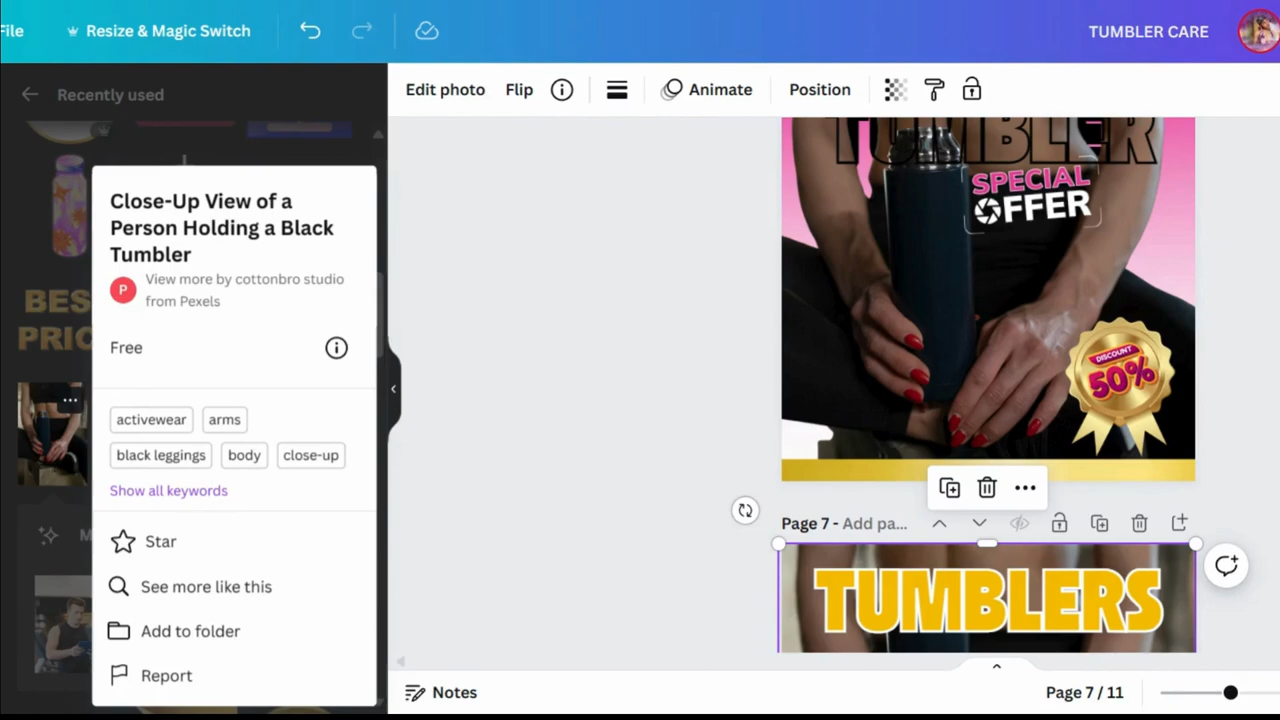 File
Resize & Magic Switch
TUMBLER CARE
Recently used
Edit photo
Flip
Animate
Position
BES
PRIC
Close-Up View of a
Person Holding a Black
Tumbler
P
View more by cottonbro studio
from Pexels
Free
activewear
arms
black leggings
body
close-up
Show all keywords
Star
See more like this
Add to folder
Report
M
TUMBLER
SPECIAL
OFFER
DISCOUNT
50%
Page 7 - Add pa...
TUMBLERS
Notes
Page 7 / 11